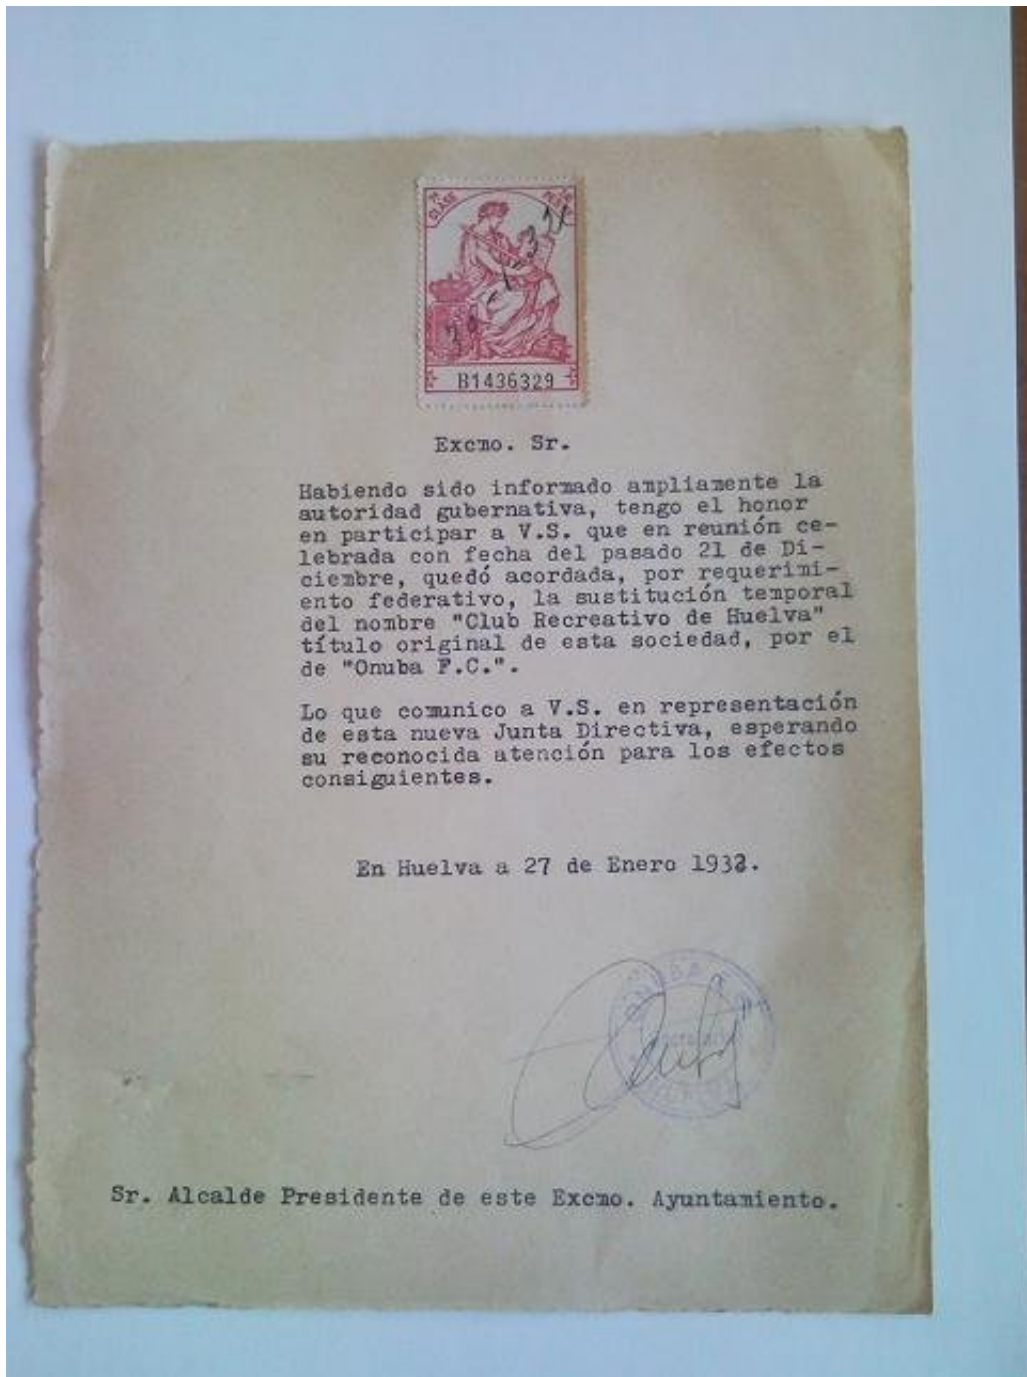 CLASE
B1436329
Excmo. Sr.
Habiendo sido informado ampliamente la
autoridad gubernativa, tengo el honor
en participar a V.S. que en reunión ce-
lebrada con fecha del pasado 21 de Di-
ciembre, quedó acordada, por requerimi-
ento federativo, la sustitución temporal
del nombre "Club Recreativo de Huelva"
título original de esta sociedad, por el
de "Onuba F.C.".
Lo que comunico a V.S. en representación
de esta nueva Junta Directiva, esperando
su reconocida atención para los efectos
consiguientes.
En Huelva a 27 de Enero 1932.
ONUBA
Sr. Alcalde Presidente de este Excmo. Ayuntamiento.